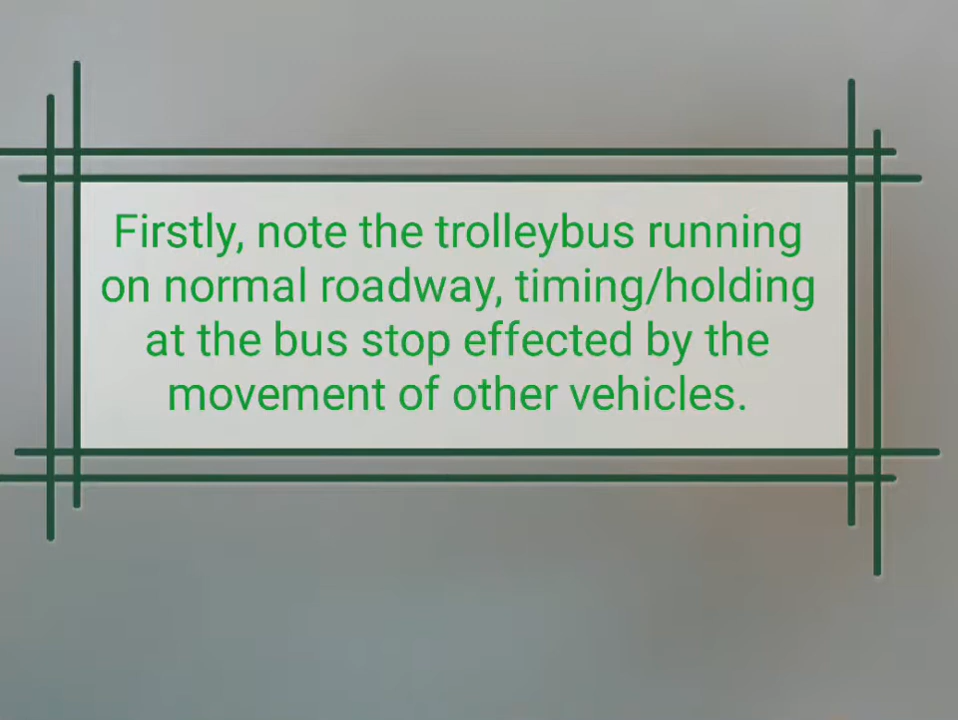 Firstly, note the trolleybus running
on normal roadway, timing/holding
at the bus stop effected by the
movement of other vehicles.